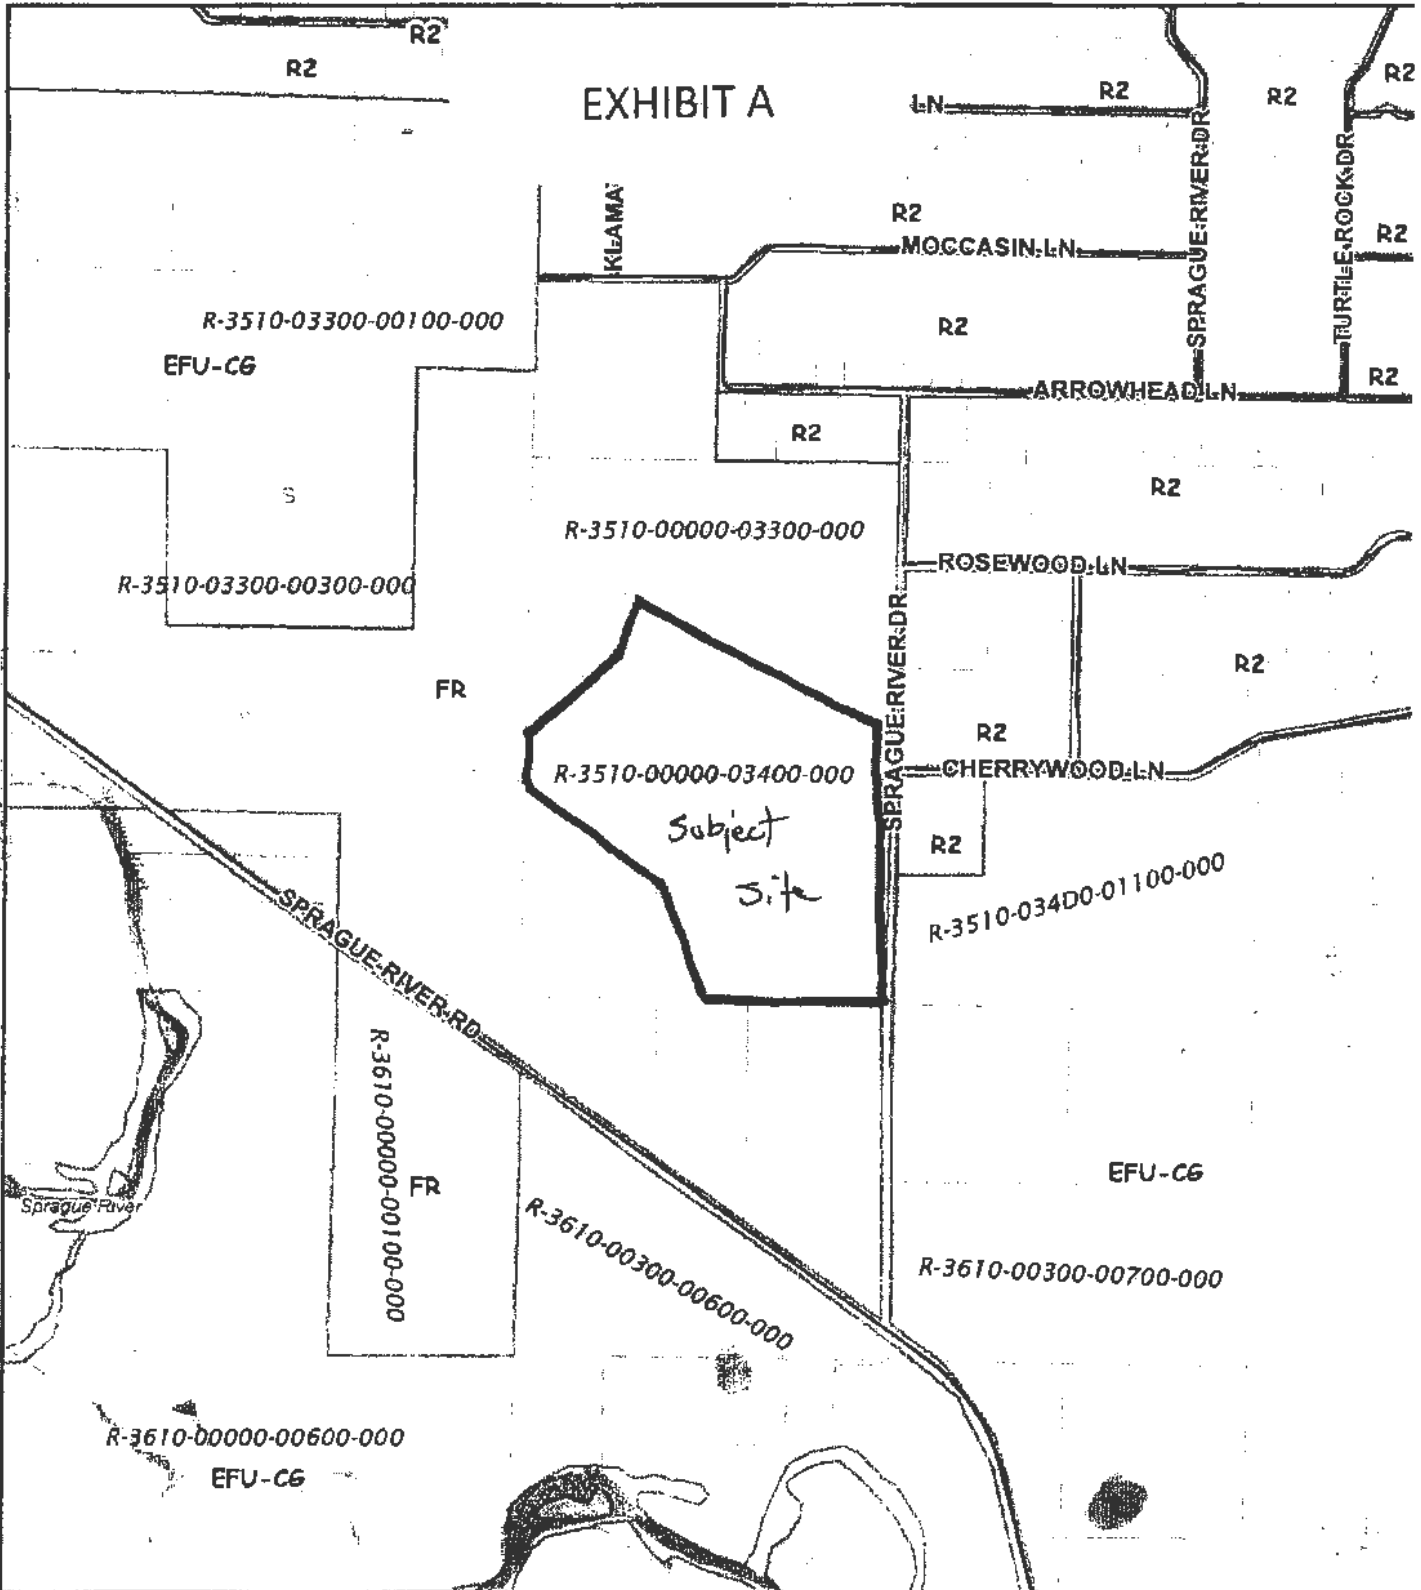 R2
R2
EXHIBIT A
LN
R2
R2
R2
SPRAGUE RIVER DR
TURTLE ROCK DR
KLAMA
R2
MOCCASIN LN
R2
R-3510-03300-00100-000
EFU-CG
R2
ARROWHEAD LN
R2
R2
S
R2
R-3510-00000-03300-000
ROSEWOOD LN
R-3510-03300-00300-000
SPRAGUE RIVER DR
FR
R2
R2
R-3510-00000-03400-000
CHERRYWOOD LN
Subject
Site
R2
R-3510-034D0-01100-000
SPRAGUE RIVER RD
R-3610-00000-00100-000
FR
EFU-CG
Sprague River
R-3610-00300-00600-000
R-3610-00300-00700-000
R-3610-00000-00600-000
EFU-CG